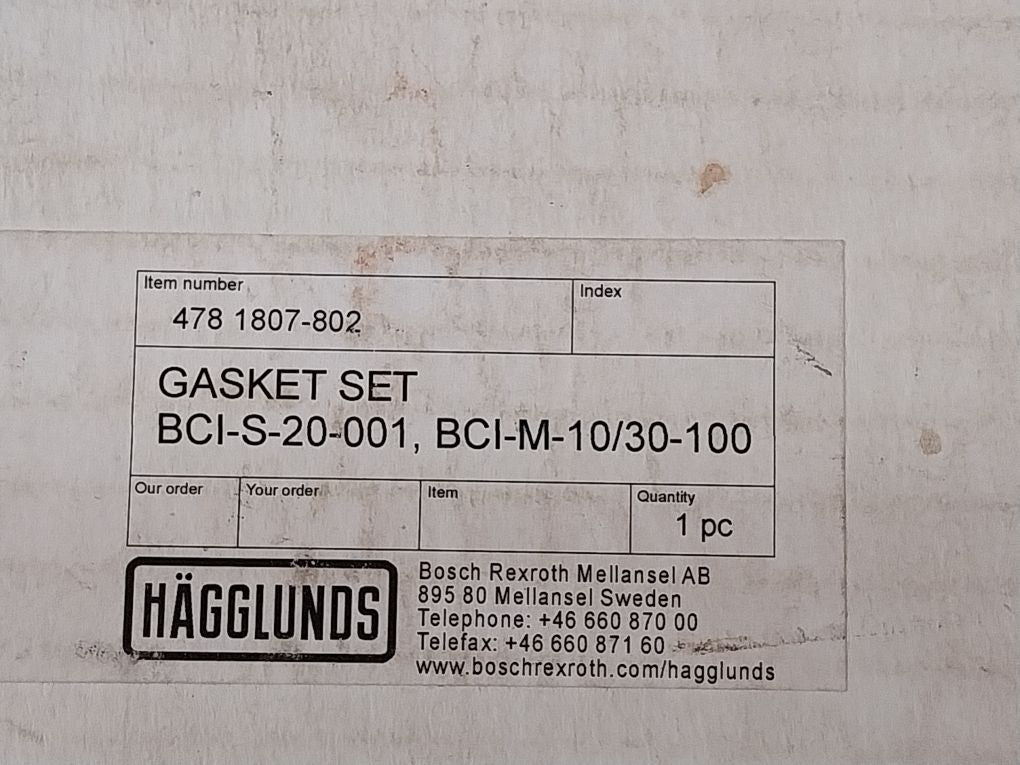 Item number
Index
478 1807-802
GASKET SET
BCI-S-20-001, BCI-M-10/30-100
Our order
Your order
Item
Quantity
1 pc
HÄGGLUNDS
Bosch Rexroth Mellansel AB
895 80 Mellansel Sweden
Telephone: +46 660 870 00
Telefax: +46 660 871 60
www.boschrexroth.com/hagglunds